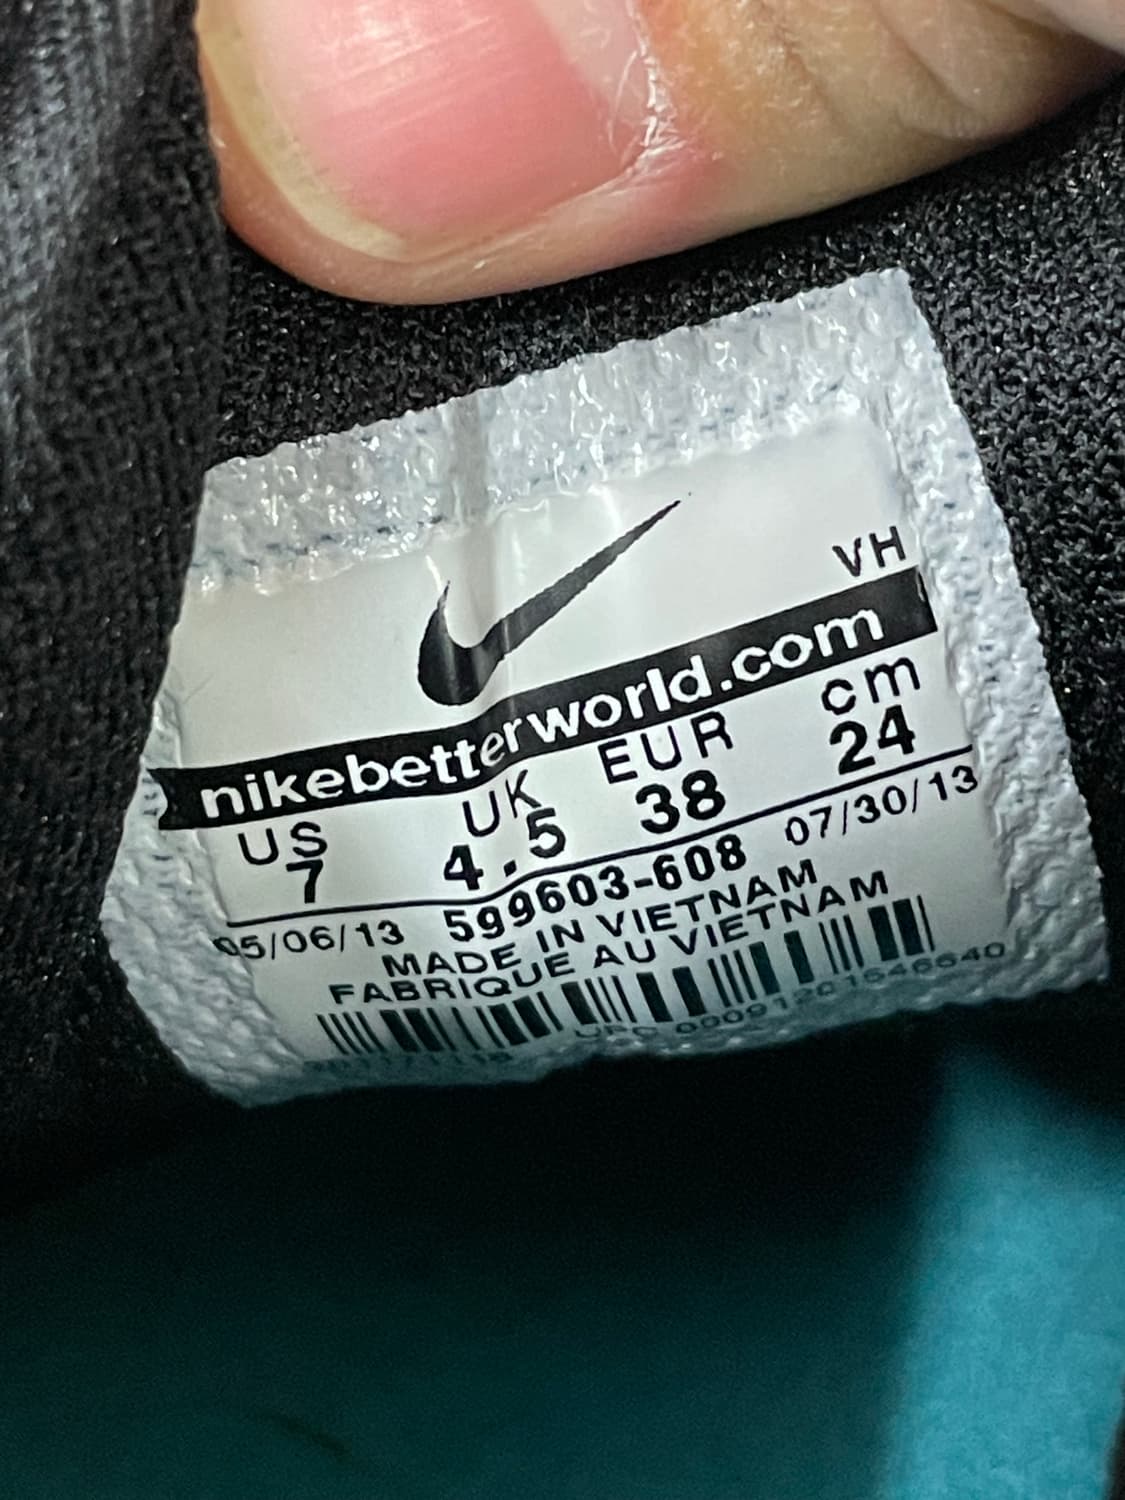 VH
nikebetterworld.com
US UK EUR cm
7 4.5 38 24
05/06/13 599603-608 07/30/13
MADE IN VIETNAM
FABRIQUE AU VIETNAM
UPC